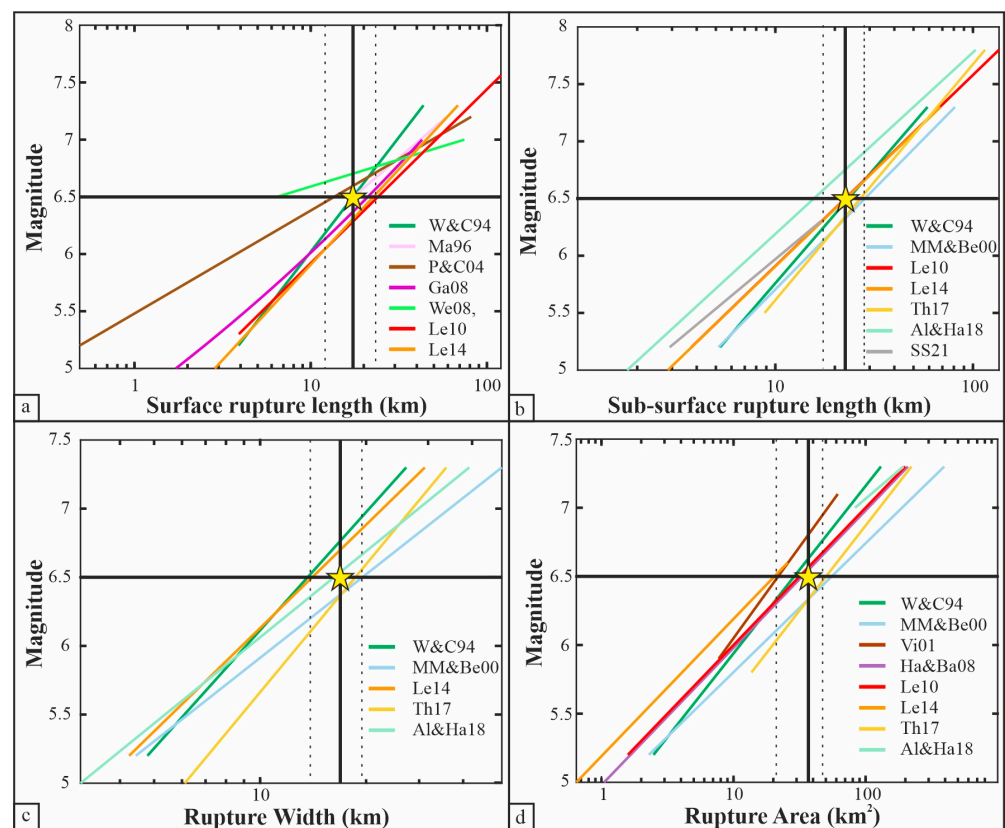 8
7.5
7
6.5
6
5.5
5
Magnitude
1
10
100
Surface rupture length (km)
W&C94
Ma96
P&C04
Ga08
We08,
Le10
Le14
a
8
7.5
7
6.5
6
5.5
5
Magnitude
10
100
Sub-surface rupture length (km)
W&C94
MM&Be00
Le10
Le14
Th17
Al&Ha18
SS21
b
7.5
7
6.5
6
5.5
5
Magnitude
10
Rupture Width (km)
W&C94
MM&Be00
Le14
Th17
Al&Ha18
c
7.5
7
6.5
6
5.5
5
Magnitude
1
10
100
Rupture Area (km²)
W&C94
MM&Be00
Vi01
Ha&Ba08
Le10
Le14
Th17
Al&Ha18
d